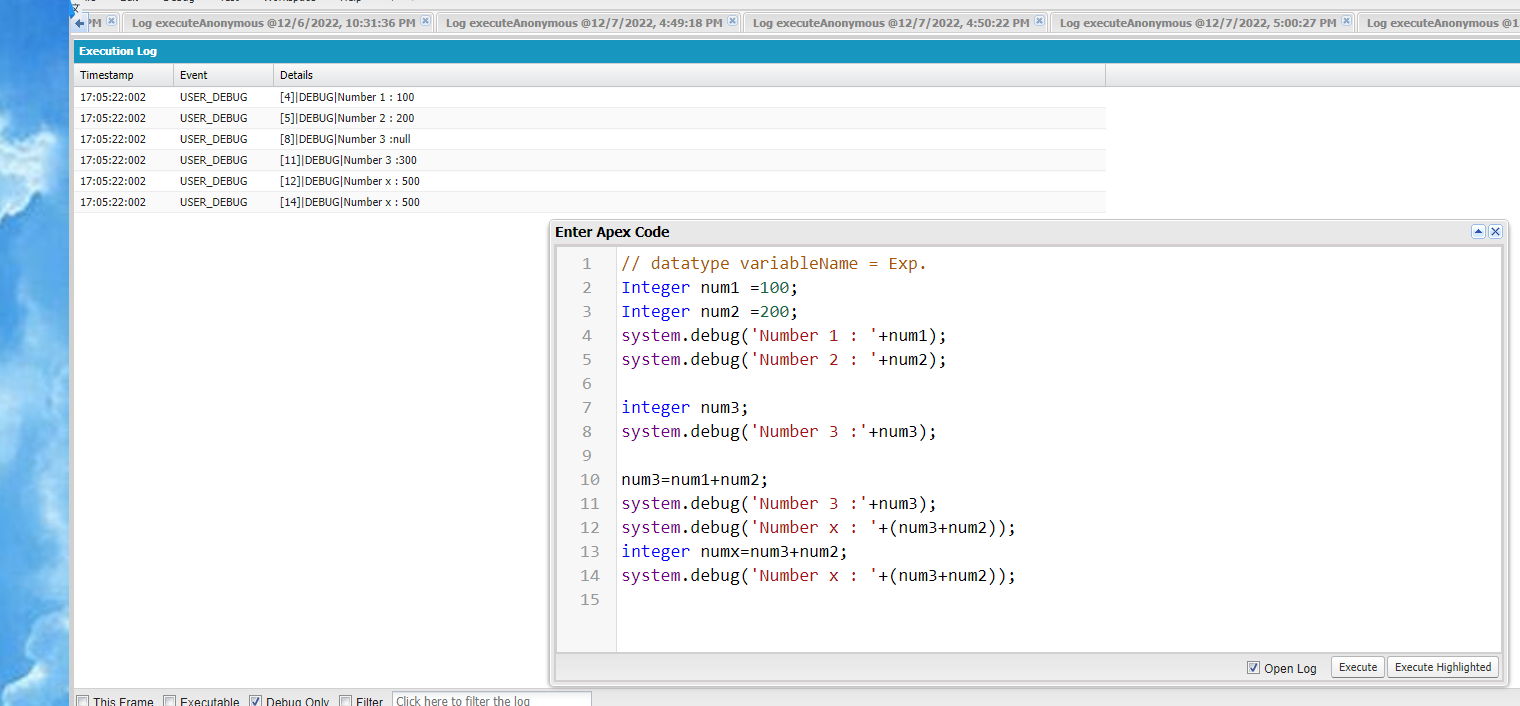 PM Log executeAnonymous @12/6/2022, 10:31:36 PM Log executeAnonymous @12/7/2022, 4:49:18 PM Log executeAnonymous @12/7/2022, 4:50:22 PM Log executeAnonymous @12/7/2022, 5:00:27 PM Log executeAnonymous @1
Execution Log
Timestamp Event Details
17:05:22:002 USER_DEBUG [4]|DEBUG|Number 1 : 100
17:05:22:002 USER_DEBUG [5]|DEBUG|Number 2 : 200
17:05:22:002 USER_DEBUG [8]|DEBUG|Number 3 :null
17:05:22:002 USER_DEBUG [11]|DEBUG|Number 3 :300
17:05:22:002 USER_DEBUG [12]|DEBUG|Number x : 500
17:05:22:002 USER_DEBUG [14]|DEBUG|Number x : 500
Enter Apex Code
1 // datatype variableName = Exp.
2 Integer num1 =100;
3 Integer num2 =200;
4 system.debug('Number 1 : '+num1);
5 system.debug('Number 2 : '+num2);
6
7 integer num3;
8 system.debug('Number 3 :'+num3);
9
10 num3=num1+num2;
11 system.debug('Number 3 :'+num3);
12 system.debug('Number x : '+(num3+num2));
13 integer numx=num3+num2;
14 system.debug('Number x : '+(num3+num2));
15
Open Log Execute Execute Highlighted
This Frame Executable Debug Only Filter Click here to filter the log